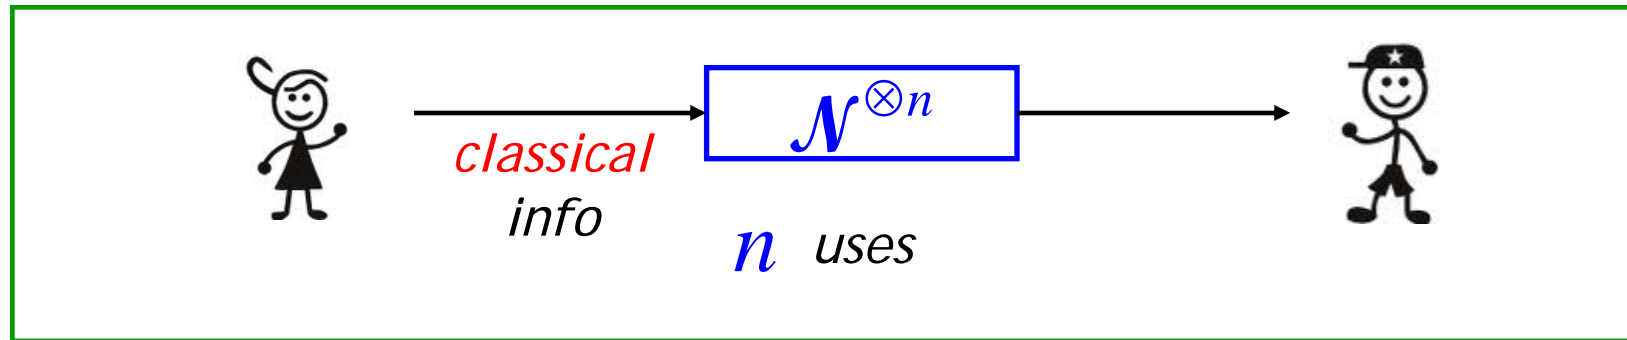 𝒩^{⊗n}
classical
info
n uses